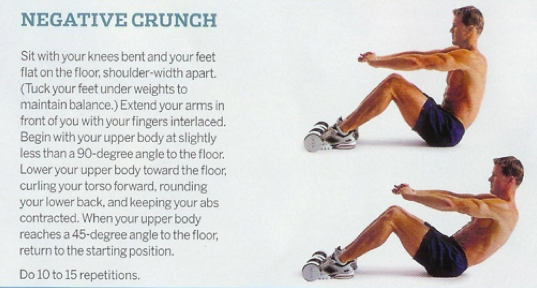 NEGATIVE CRUNCH
Sit with your knees bent and your feet
flat on the floor, shoulder-width apart.
(Tuck your feet under weights to
maintain balance.) Extend your arms in
front of you with your fingers interlaced.
Begin with your upper body at slightly
less than a 90-degree angle to the floor.
Lower your upper body toward the floor,
curling your torso forward, rounding
your lower back, and keeping your abs
contracted. When your upper body
reaches a 45-degree angle to the floor,
return to the starting position.
Do 10 to 15 repetitions.